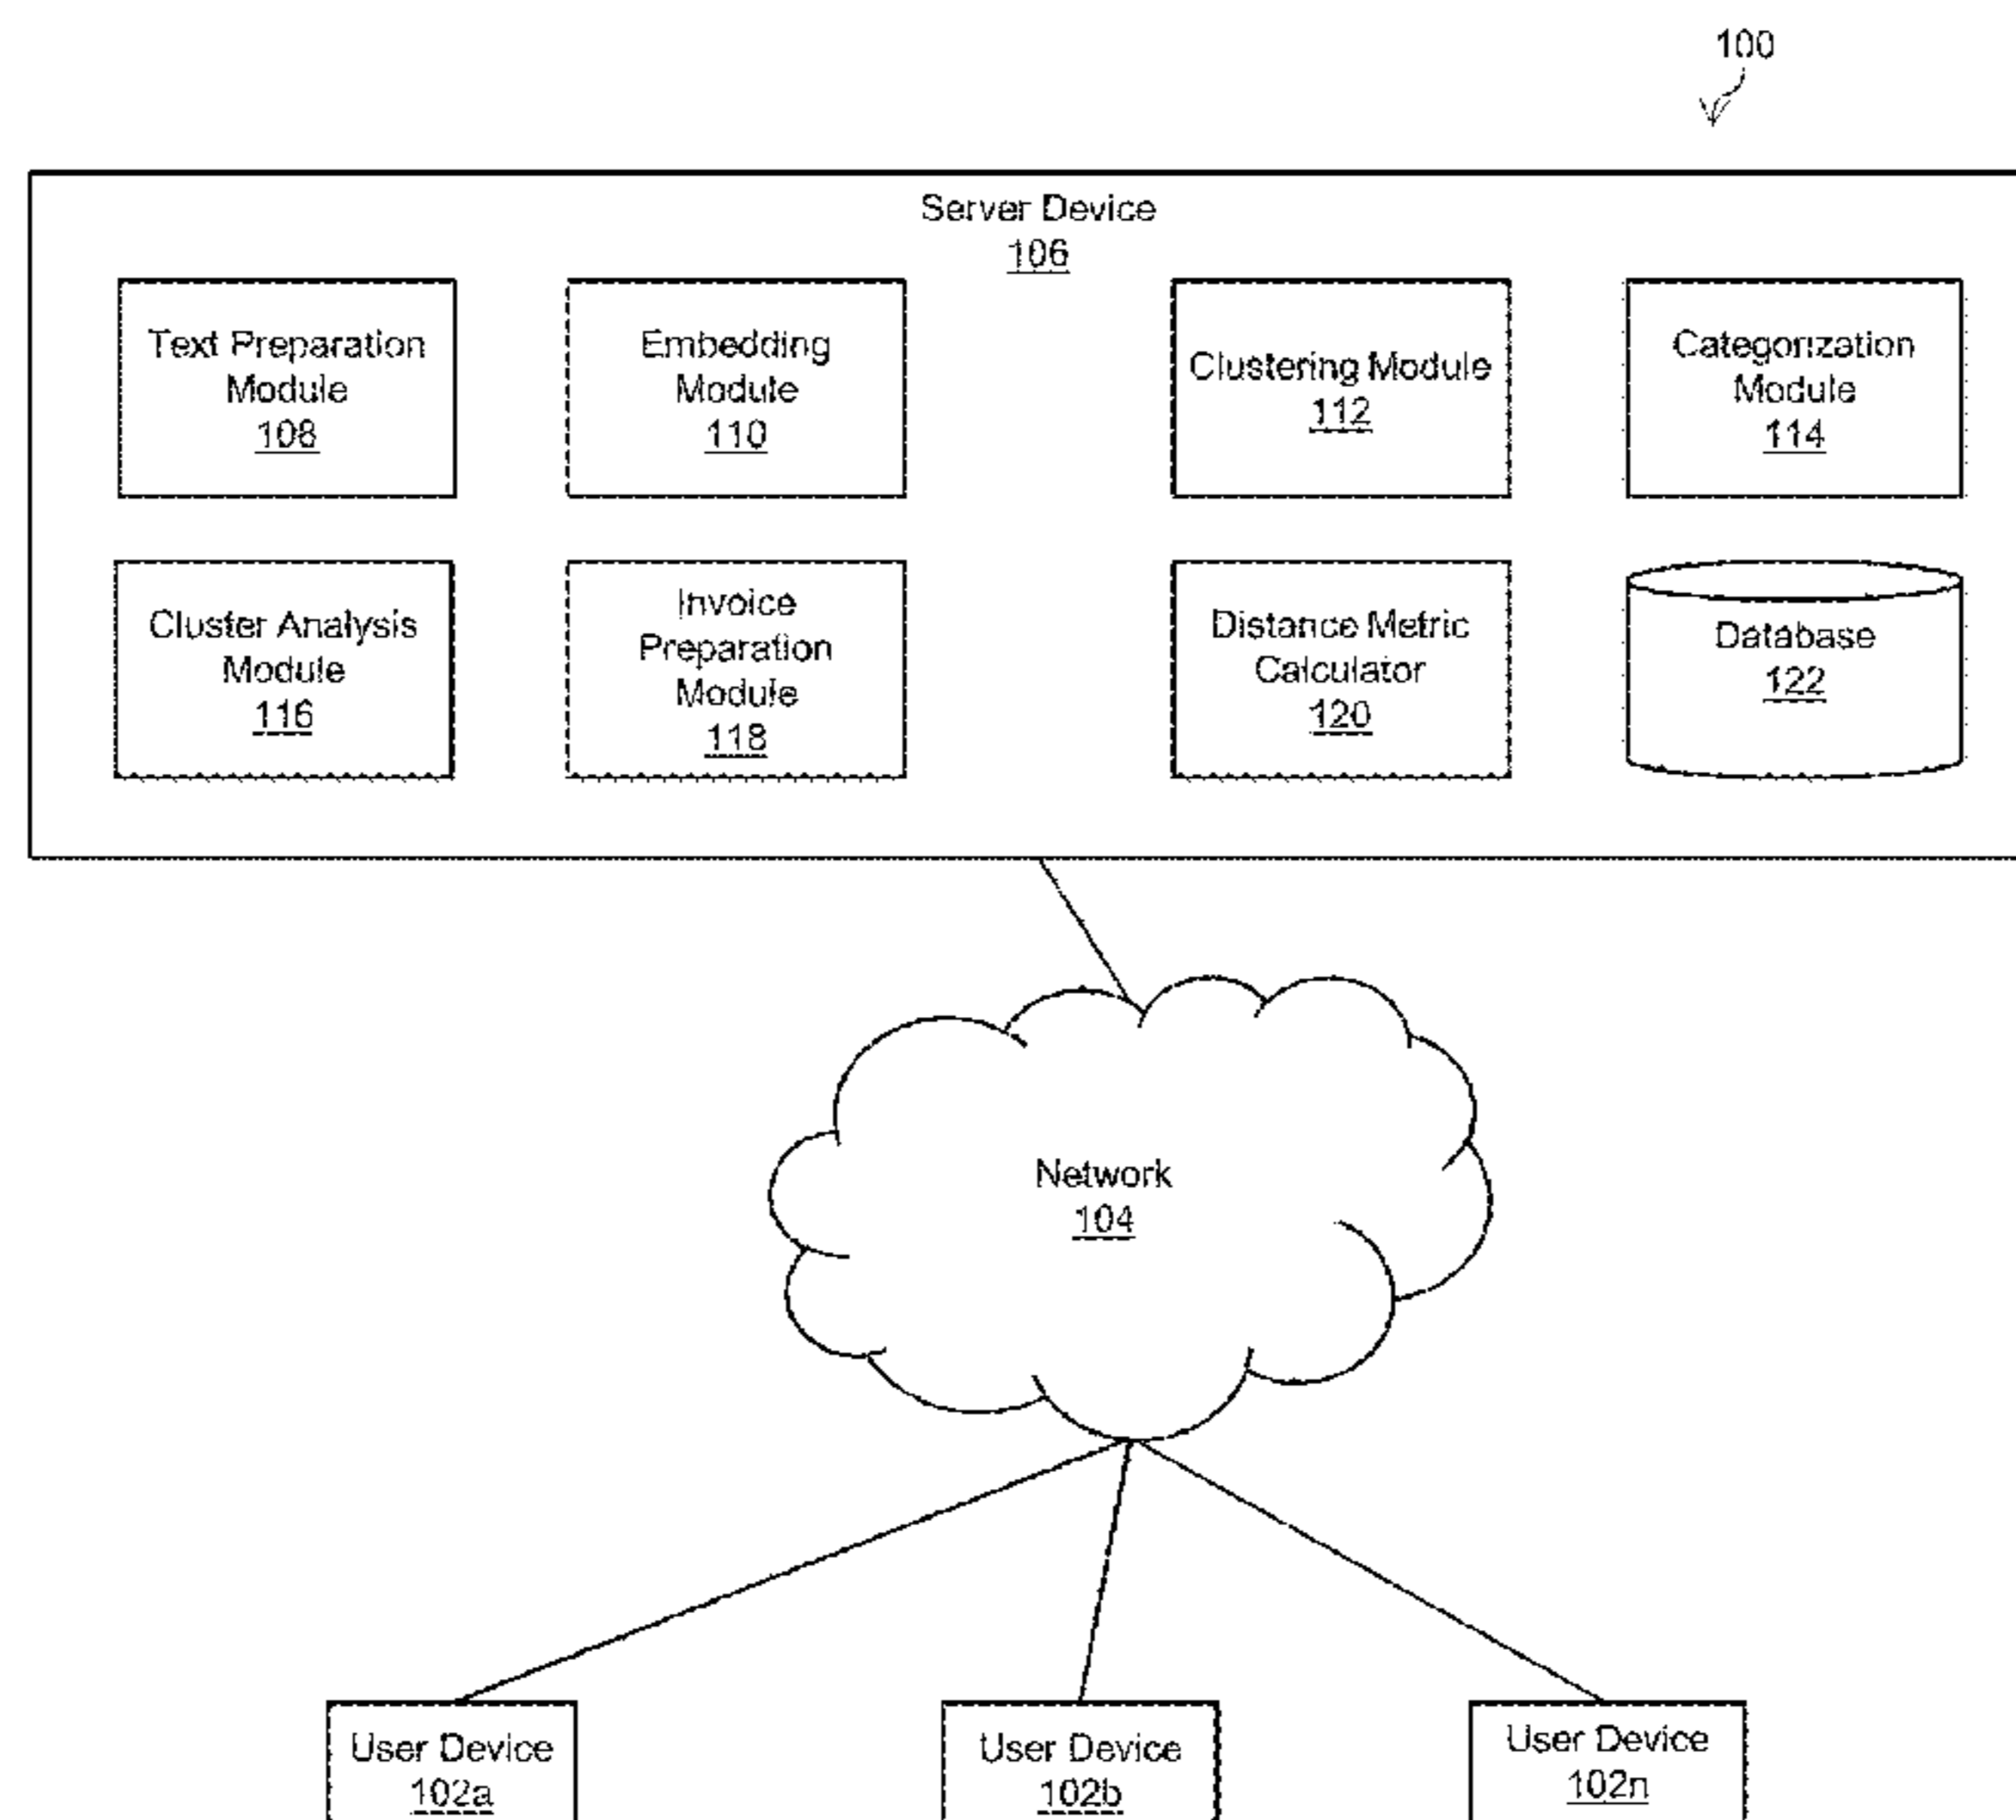 100
Server Device
106
Text Preparation
Module
108
Embedding
Module
110
Clustering Module
112
Categorization
Module
114
Cluster Analysis
Module
116
Invoice
Preparation
Module
118
Distance Metric
Calculator
120
Database
122
Network
104
User Device
102a
User Device
102b
User Device
102n